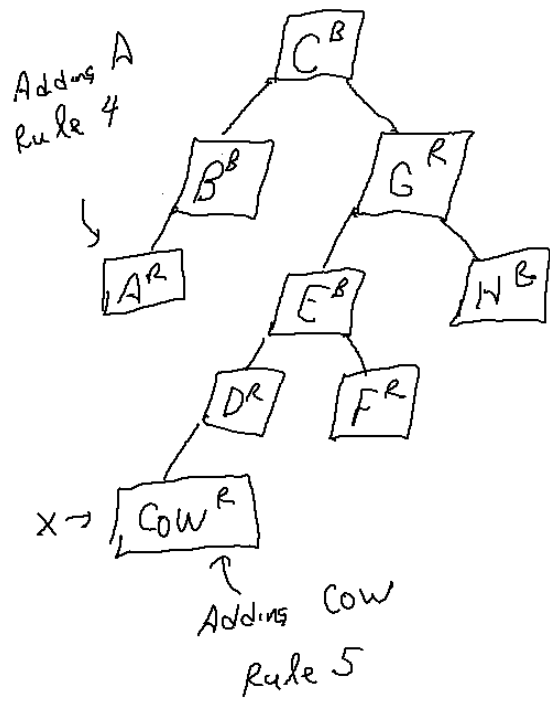 C B
Adding A
Rule 4
B B
G R
A R
E B
H B
D R
F R
X → COW R
Adding COW
Rule 5